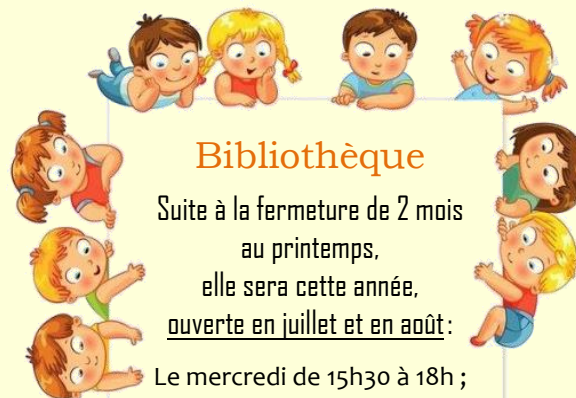 Bibliothèque
Suite à la fermeture de 2 mois
au printemps,
elle sera cette année,
ouverte en juillet et en août :
Le mercredi de 15h30 à 18h ;